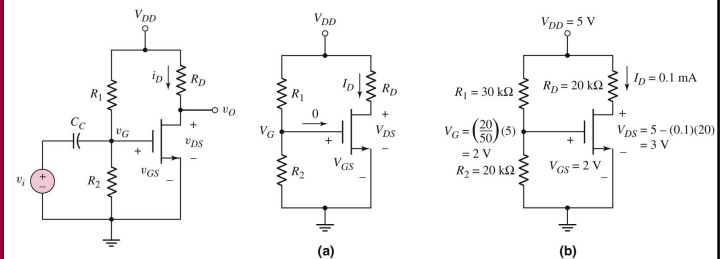 V_DD
i_D
R_D
R_1
v_O
C_C
v_G
+
v_DS
−
+
v_GS
−
v_i
+
−
R_2
V_DD
I_D
R_D
R_1
0
+
V_G
V_DS
+
−
V_GS
−
R_2
(a)
V_DD = 5 V
I_D = 0.1 mA
R_D = 20 kΩ
R_1 = 30 kΩ
+
V_G = (20/50)(5)
= 2 V
V_DS = 5 – (0.1)(20)
= 3 V
+
−
V_GS = 2 V
−
R_2 = 20 kΩ
(b)